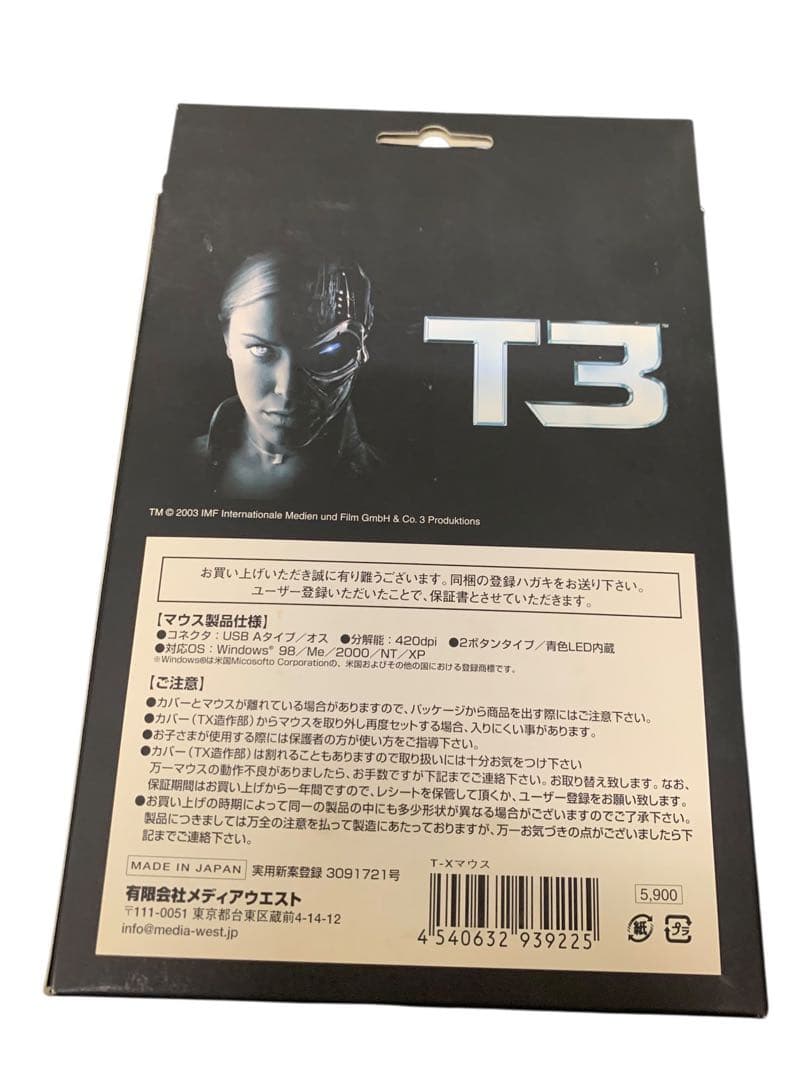 T3™
TM © 2003 IMF Internationale Medien und Film GmbH & Co. 3 Produktions
お買い上げいただき誠に有り難うございます。同梱の登録ハガキをお送り下さい。
ユーザー登録いただいたことで、保証書とさせていただきます。
【マウス製品仕様】
●コネクタ：USB Aタイプ／オス ●分解能：420dpi ●2ボタンタイプ／青色LED内蔵
●対応OS：Windows® 98／Me／2000／NT／XP
※Windows®は米国Micosofto Corporationの、米国およびその他の国における登録商標です。
【ご注意】
●カバーとマウスが離れている場合がありますので、パッケージから商品を出す際にはご注意下さい。
●カバー（TX造作部）からマウスを取り外し再度セットする場合、入りにくい事があります。
●お子さまが使用する際には保護者の方が使い方をご指導下さい。
●カバー（TX造作部）は割れることもありますので取り扱いには十分お気をつけ下さい
万一マウスの動作不良がありましたら、お手数ですが下記までご連絡下さい。お取り替え致します。なお、
保証期間はお買い上げから一年間ですので、レシートを保管して頂くか、ユーザー登録をお願い致します。
●お買い上げの時期によって同一の製品の中にも多少形状が異なる場合がございますのでご了承下さい。
製品につきましては万全の注意を払って製造にあたっておりますが、万一お気づきの点がございましたら下
記までご連絡下さい。
MADE IN JAPAN 実用新案登録 3091721号
有限会社メディアウエスト
〒111-0051 東京都台東区蔵前4-14-12
info@media-west.jp
T-Xマウス
4 540632 939225
5,900
紙 プラ